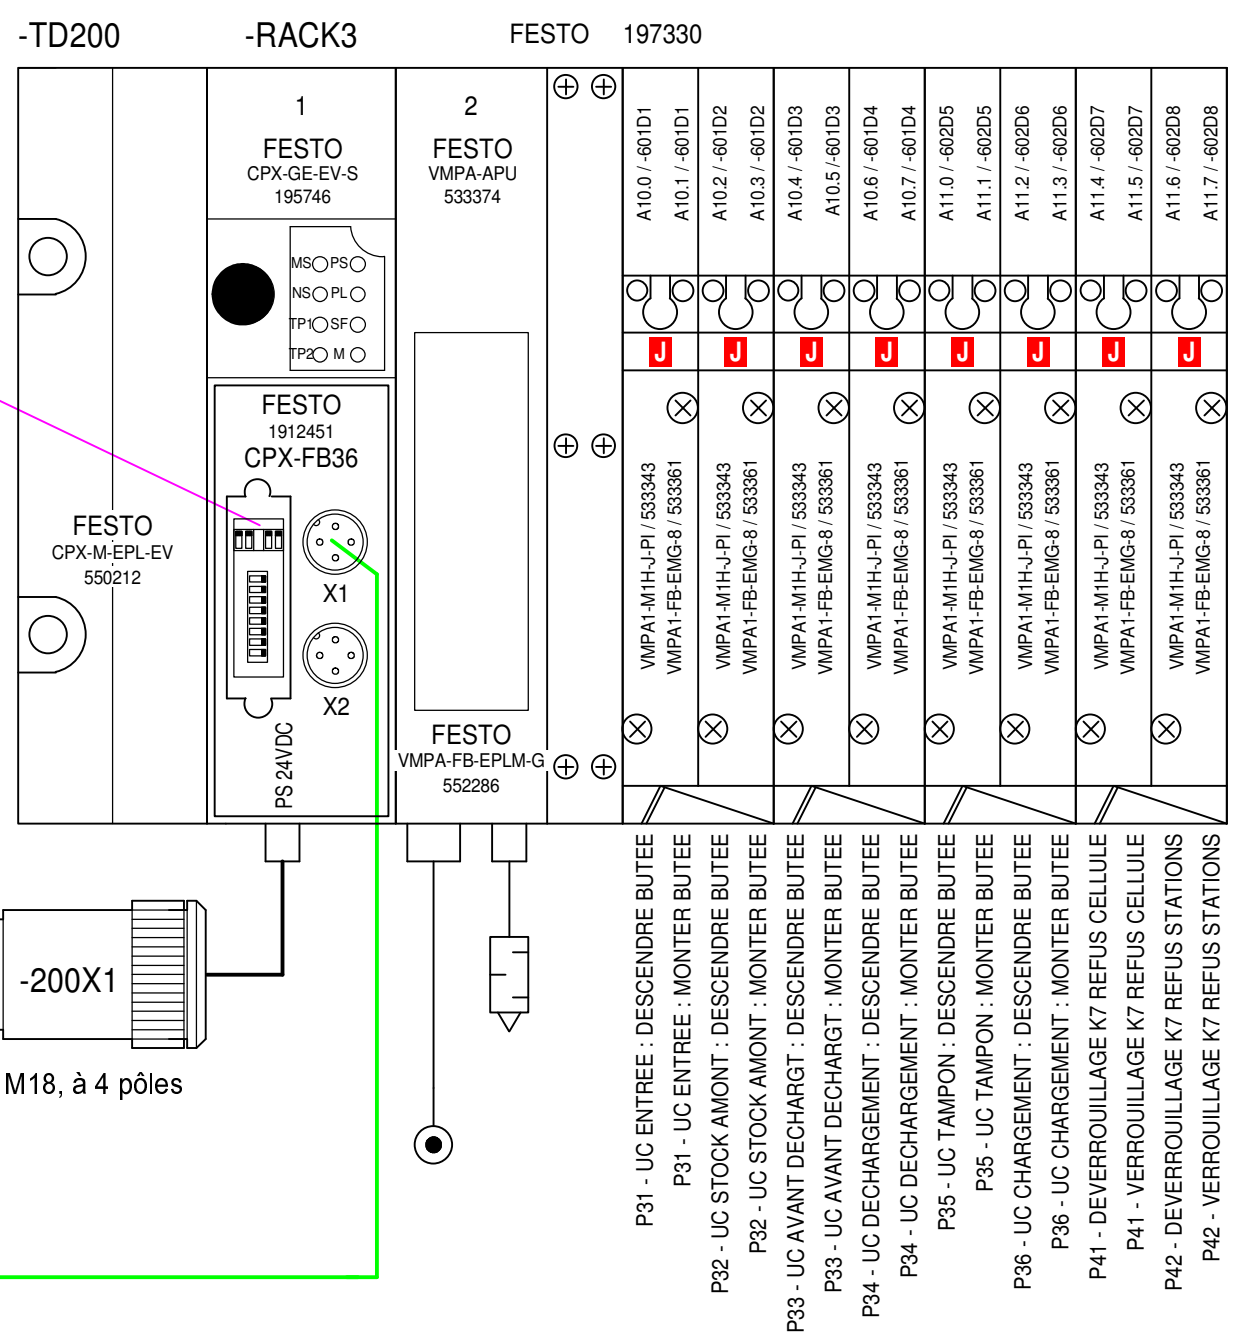 -TD200
-RACK3
FESTO 197330
1
FESTO
CPX-GE-EV-S
195746
2
FESTO
VMPA-APU
533374
A10.0 / -601D1
A10.1 / -601D1
A10.2 / -601D2
A10.3 / -601D2
A10.4 / -601D3
A10.5 /-601D3
A10.6 / -601D4
A10.7 / -601D4
A11.0 / -602D5
A11.1 / -602D5
A11.2 / -602D6
A11.3 / -602D6
A11.4 / -602D7
A11.5 / -602D7
A11.6 / -602D8
A11.7 / -602D8
MS PS
NS PL
TP1 SF
TP2 M
J
J
J
J
J
J
J
J
FESTO
1912451
CPX-FB36
FESTO
CPX-M-EPL-EV
550212
X1
X2
PS 24VDC
FESTO
VMPA-FB-EPLM-G
552286
VMPA1-M1H-J-PI / 533343
VMPA1-FB-EMG-8 / 533361
VMPA1-M1H-J-PI / 533343
VMPA1-FB-EMG-8 / 533361
VMPA1-M1H-J-PI / 533343
VMPA1-FB-EMG-8 / 533361
VMPA1-M1H-J-PI / 533343
VMPA1-FB-EMG-8 / 533361
VMPA1-M1H-J-PI / 533343
VMPA1-FB-EMG-8 / 533361
VMPA1-M1H-J-PI / 533343
VMPA1-FB-EMG-8 / 533361
VMPA1-M1H-J-PI / 533343
VMPA1-FB-EMG-8 / 533361
VMPA1-M1H-J-PI / 533343
VMPA1-FB-EMG-8 / 533361
-200X1
M18, à 4 pôles
P31 - UC ENTREE : DESCENDRE BUTEE
P31 - UC ENTREE : MONTER BUTEE
P32 - UC STOCK AMONT : DESCENDRE BUTEE
P32 - UC STOCK AMONT : MONTER BUTEE
P33 - UC AVANT DECHARGT : DESCENDRE BUTEE
P33 - UC AVANT DECHARGT : MONTER BUTEE
P34 - UC DECHARGEMENT : DESCENDRE BUTEE
P34 - UC DECHARGEMENT : MONTER BUTEE
P35 - UC TAMPON : DESCENDRE BUTEE
P35 - UC TAMPON : MONTER BUTEE
P36 - UC CHARGEMENT : DESCENDRE BUTEE
P36 - UC CHARGEMENT : MONTER BUTEE
P41 - DEVERROUILLAGE K7 REFUS CELLULE
P41 - VERROUILLAGE K7 REFUS CELLULE
P42 - DEVERROUILLAGE K7 REFUS STATIONS
P42 - VERROUILLAGE K7 REFUS STATIONS